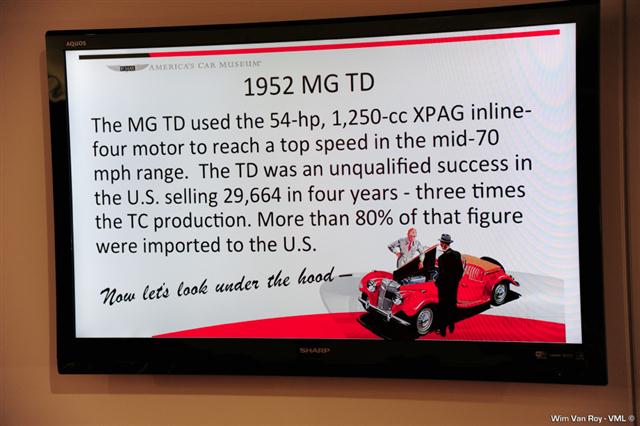 AQUOS
AMERICA'S CAR MUSEUM
1952 MG TD
The MG TD used the 54-hp, 1,250-cc XPAG inline-
four motor to reach a top speed in the mid-70
mph range.  The TD was an unqualified success in
the U.S. selling 29,664 in four years - three times
the TC production. More than 80% of that figure
were imported to the U.S.
Now let's look under the hood —
SHARP
Wim Van Roy - VML ©